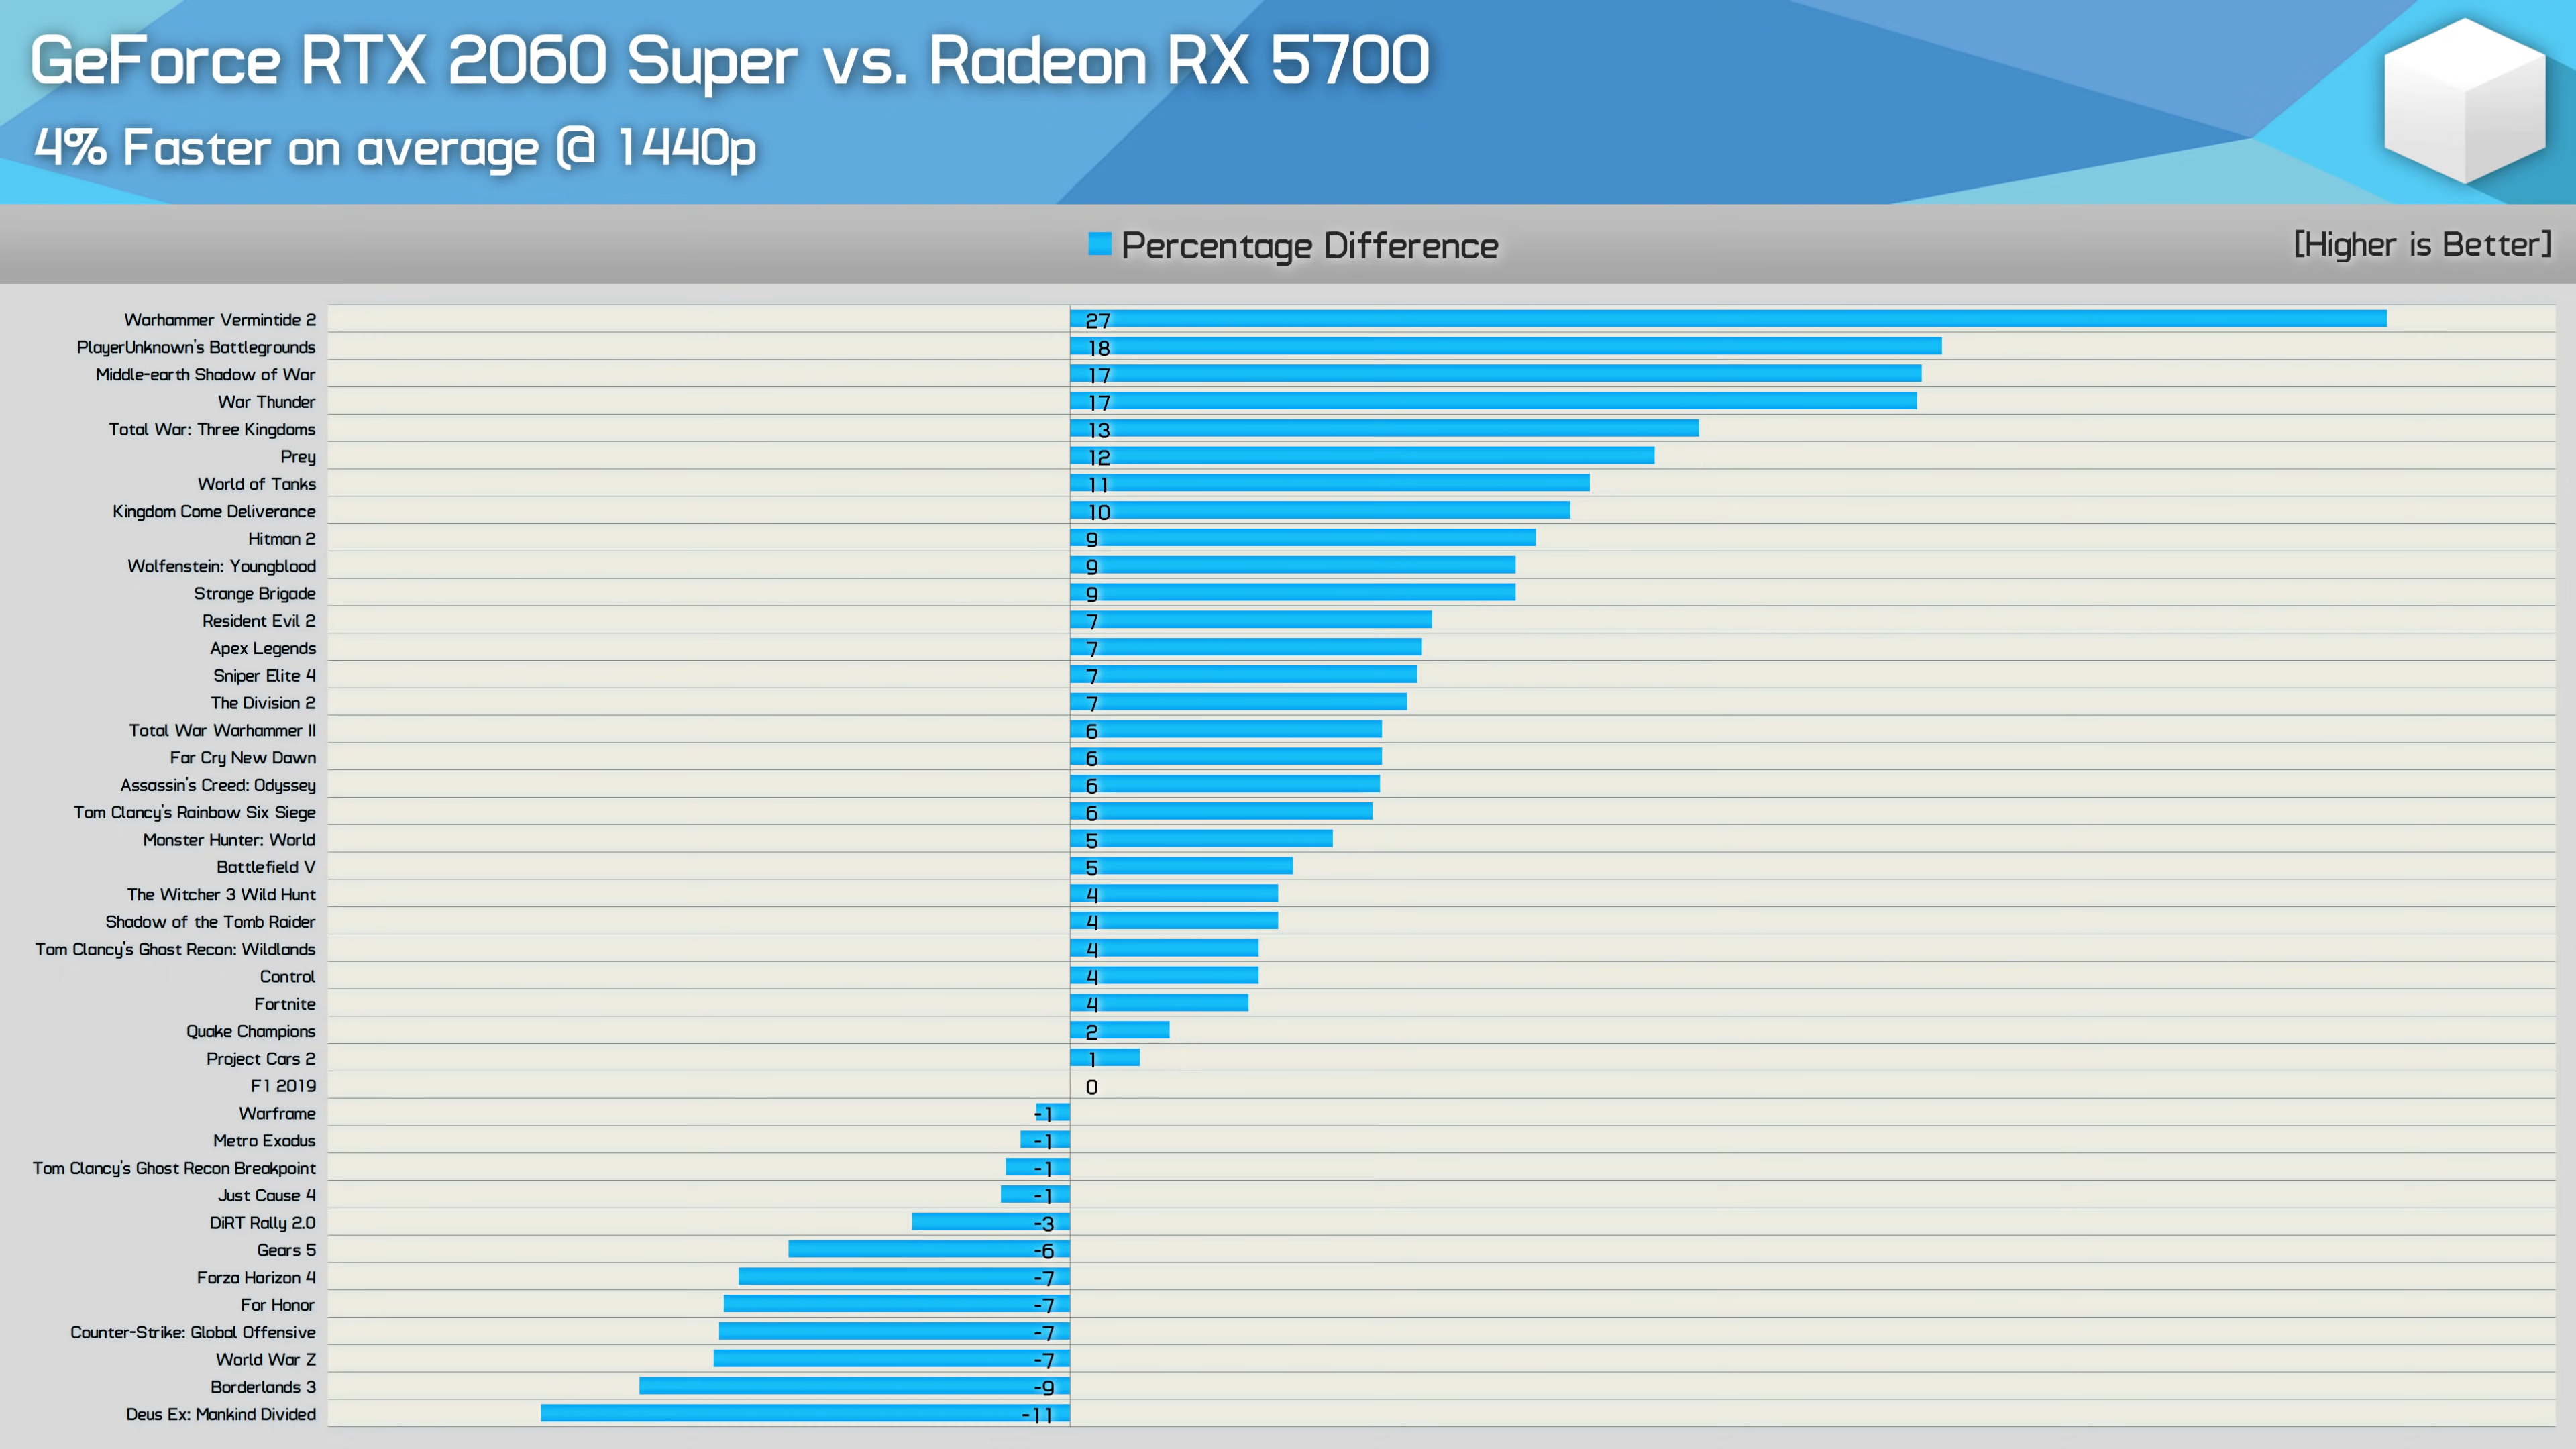 GeForce RTX 2060 Super vs. Radeon RX 5700
4% Faster on average @ 1440p
Percentage Difference
[Higher is Better]
Warhammer Vermintide 2 27
PlayerUnknown's Battlegrounds 18
Middle-earth Shadow of War 17
War Thunder 17
Total War: Three Kingdoms 13
Prey 12
World of Tanks 11
Kingdom Come Deliverance 10
Hitman 2 9
Wolfenstein: Youngblood 9
Strange Brigade 9
Resident Evil 2 7
Apex Legends 7
Sniper Elite 4 7
The Division 2 7
Total War Warhammer II 6
Far Cry New Dawn 6
Assassin's Creed: Odyssey 6
Tom Clancy's Rainbow Six Siege 6
Monster Hunter: World 5
Battlefield V 5
The Witcher 3 Wild Hunt 4
Shadow of the Tomb Raider 4
Tom Clancy's Ghost Recon: Wildlands 4
Control 4
Fortnite 4
Quake Champions 2
Project Cars 2 1
F1 2019 0
Warframe -1
Metro Exodus -1
Tom Clancy's Ghost Recon Breakpoint -1
Just Cause 4 -1
DiRT Rally 2.0 -3
Gears 5 -6
Forza Horizon 4 -7
For Honor -7
Counter-Strike: Global Offensive -7
World War Z -7
Borderlands 3 -9
Deus Ex: Mankind Divided -11